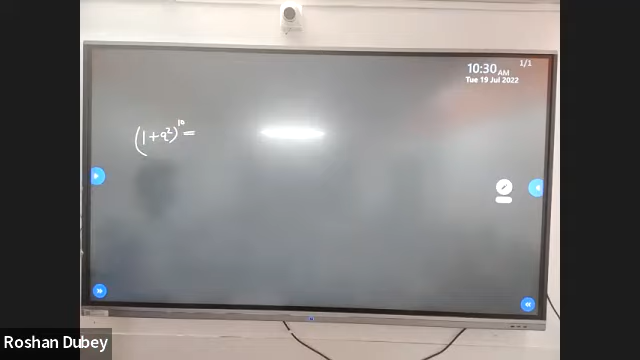 10:30 AM
1/1
Tue 19 Jul 2022
(1+q²)¹⁰ =
Roshan Dubey